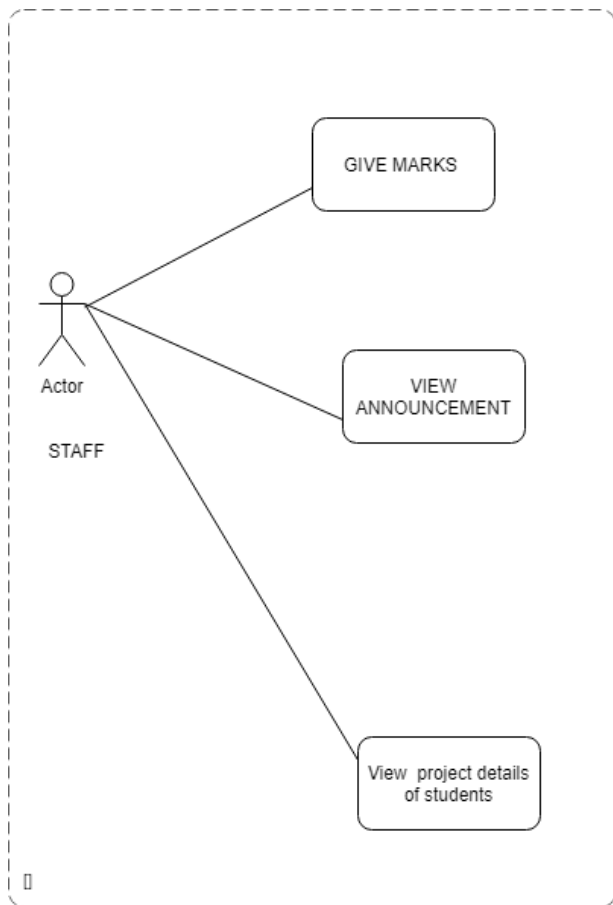 GIVE MARKS
Actor
VIEW
ANNOUNCEMENT
STAFF
View project details
of students
[]